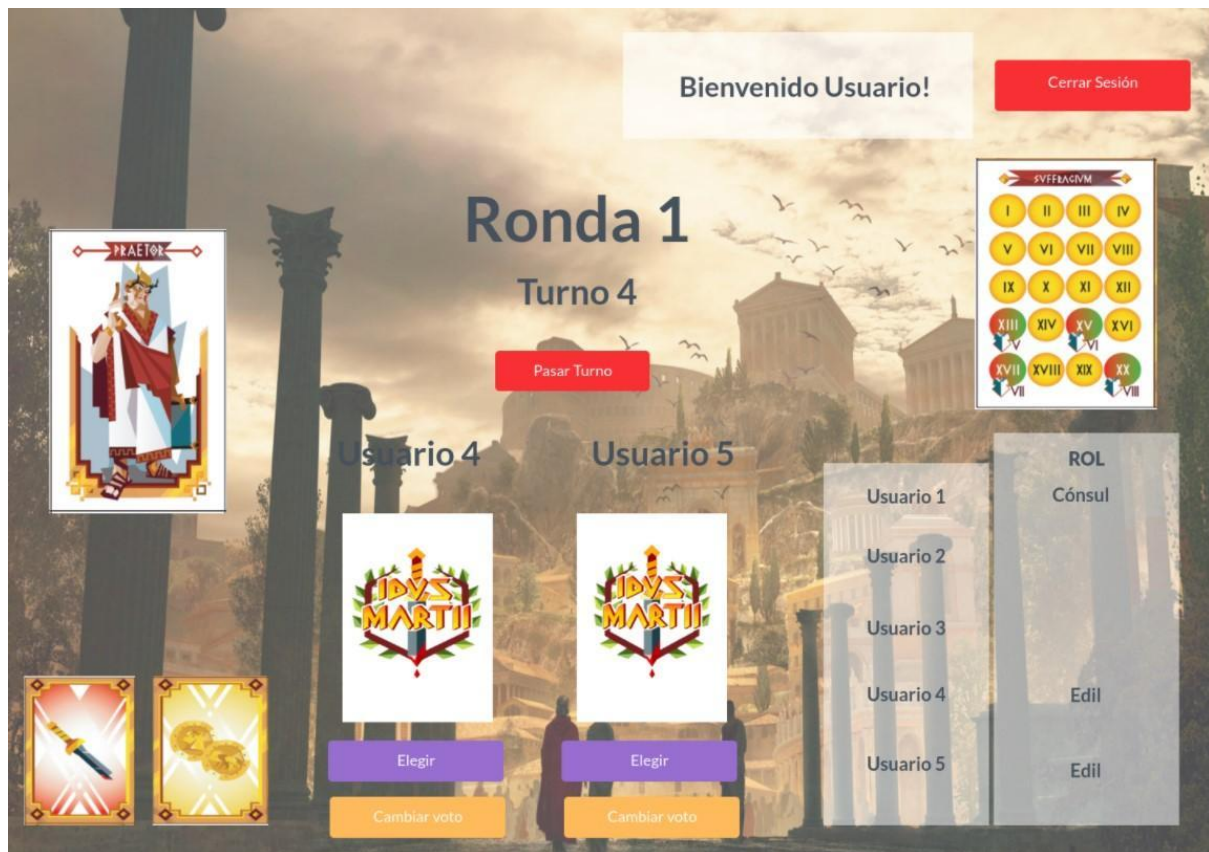 Bienvenido Usuario!
Cerrar Sesión
SVFFRAGIVM
I II III IV
V VI VII VIII
IX X XI XII
XIII XIV XV XVI
V VI
XVII XVIII XIX XX
VII VIII
Ronda 1
Turno 4
Pasar Turno
PRAETOR
Usuario 4
Usuario 5
IDVS
MARTII
IDVS
MARTII
Elegir
Elegir
Cambiar voto
Cambiar voto
ROL
Usuario 1 Cónsul
Usuario 2
Usuario 3
Usuario 4 Edil
Usuario 5 Edil